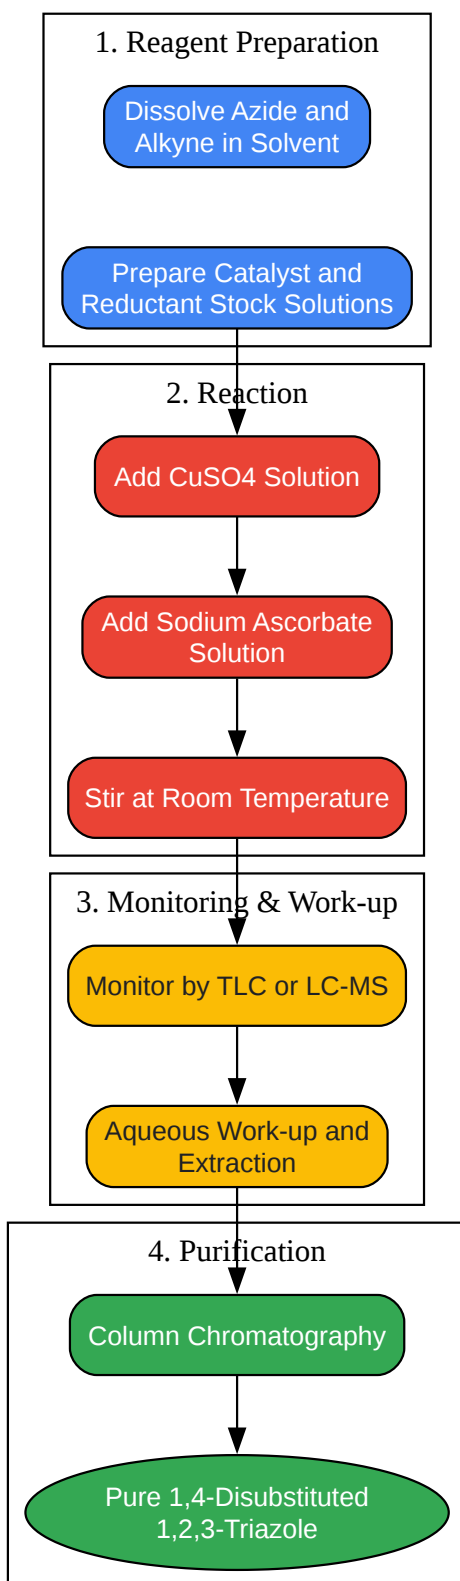 1. Reagent Preparation
Dissolve Azide and
Alkyne in Solvent
Prepare Catalyst and
Reductant Stock Solutions
2. Reaction
Add CuSO4 Solution
Add Sodium Ascorbate
Solution
Stir at Room Temperature
3. Monitoring & Work-up
Monitor by TLC or LC-MS
Aqueous Work-up and
Extraction
4. Purification
Column Chromatography
Pure 1,4-Disubstituted
1,2,3-Triazole